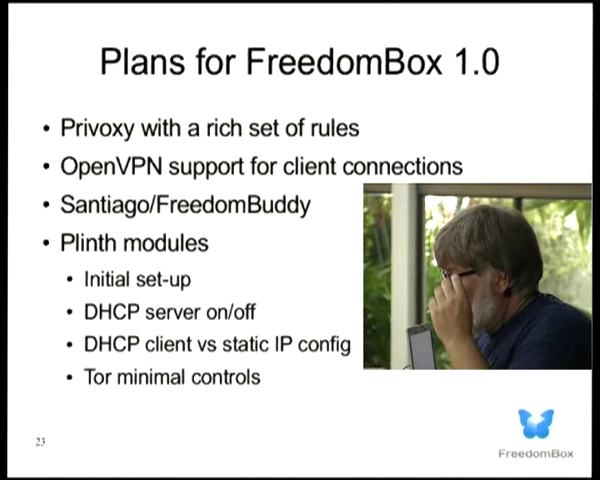 Plans for FreedomBox 1.0
• Privoxy with a rich set of rules
• OpenVPN support for client connections
• Santiago/FreedomBuddy
• Plinth modules
• Initial set-up
• DHCP server on/off
• DHCP client vs static IP config
• Tor minimal controls
23
FreedomBox